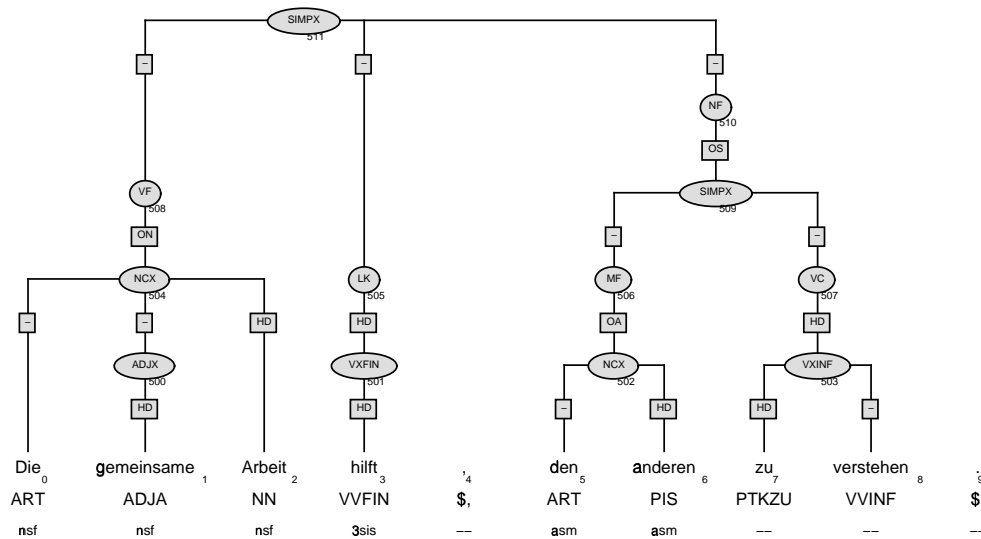 SIMPX
511
– – –
NF
510
OS
VF
508
SIMPX
509
ON – –
NCX
504
LK
505
MF
506
VC
507
– – HD HD OA HD
ADJX
500
VXFIN
501
NCX
502
VXINF
503
HD HD – HD HD –
Die 0 gemeinsame 1 Arbeit 2 hilft 3 , 4 den 5 anderen 6 zu 7 verstehen 8 . 9
ART ADJA NN VVFIN $, ART PIS PTKZU VVINF $
nsf nsf nsf 3sis –– asm asm –– –– ––